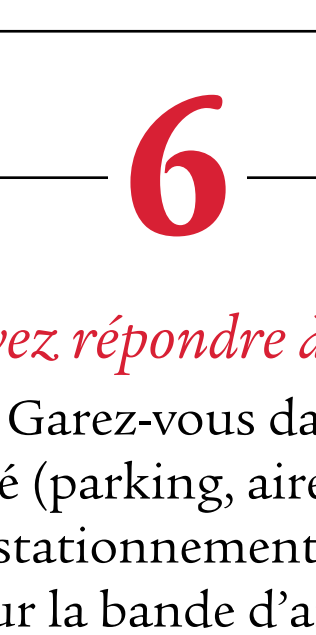 6
vez répondre à
Garez-vous da
é (parking, aire
stationnement
ur la bande d’a